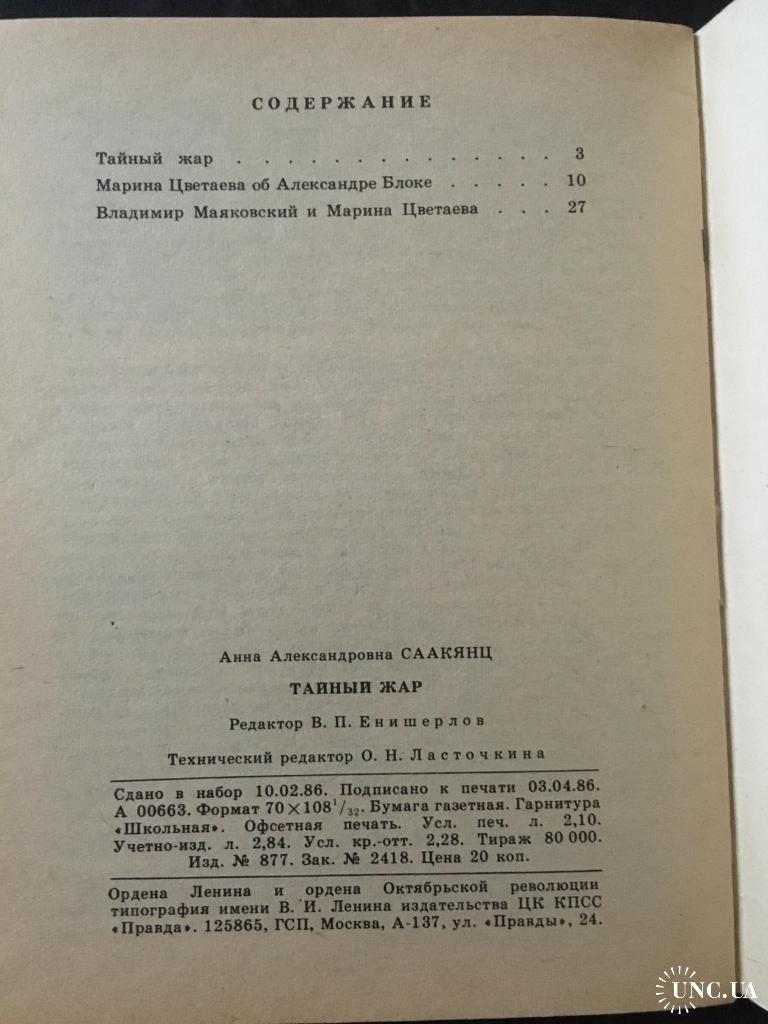 СОДЕРЖАНИЕ
Тайный жар . . . . . . . . . . . . . . 3
Марина Цветаева об Александре Блоке . . . . . 10
Владимир Маяковский и Марина Цветаева . . . 27
Анна Александровна СААКЯНЦ
ТАЙНЫЙ ЖАР
Редактор В. П. Енишерлов
Технический редактор О. Н. Ласточкина
Сдано в набор 10.02.86. Подписано к печати 03.04.86.
А 00663. Формат 70×108¹/₃₂. Бумага газетная. Гарнитура
«Школьная». Офсетная печать. Усл. печ. л. 2,10.
Учетно-изд. л. 2,84. Усл. кр.-отт. 2,28. Тираж 80 000.
Изд. № 877. Зак. № 2418. Цена 20 коп.
Ордена Ленина и ордена Октябрьской революции
типография имени В. И. Ленина издательства ЦК КПСС
«Правда». 125865, ГСП, Москва, А-137, ул. «Правды», 24.
UNC.UA